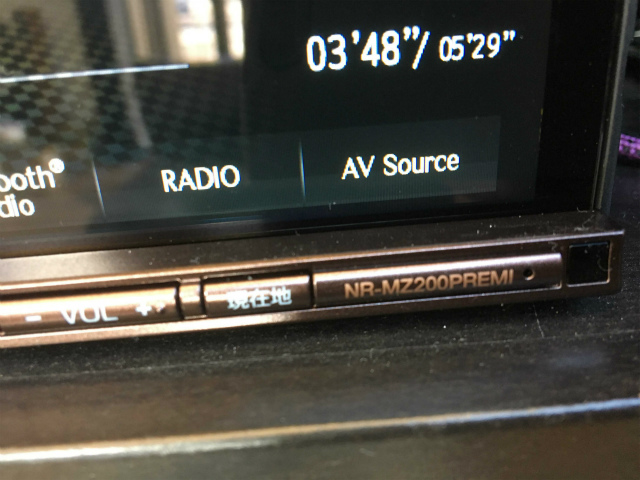 03'48"/ 05'29"
ooth®
dio
RADIO
AV Source
- VOL +
現在地
NR-MZ200PREMI